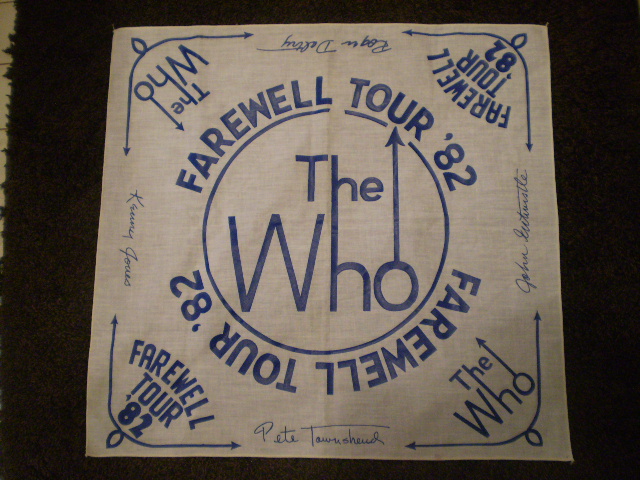 The
Who
Roger Daltrey
FAREWELL
TOUR
'82
FAREWELL TOUR '82
The
Who
Kenny Jones
John Entwistle
FAREWELL TOUR '82
FAREWELL
TOUR
'82
The
Who
Pete Townshend